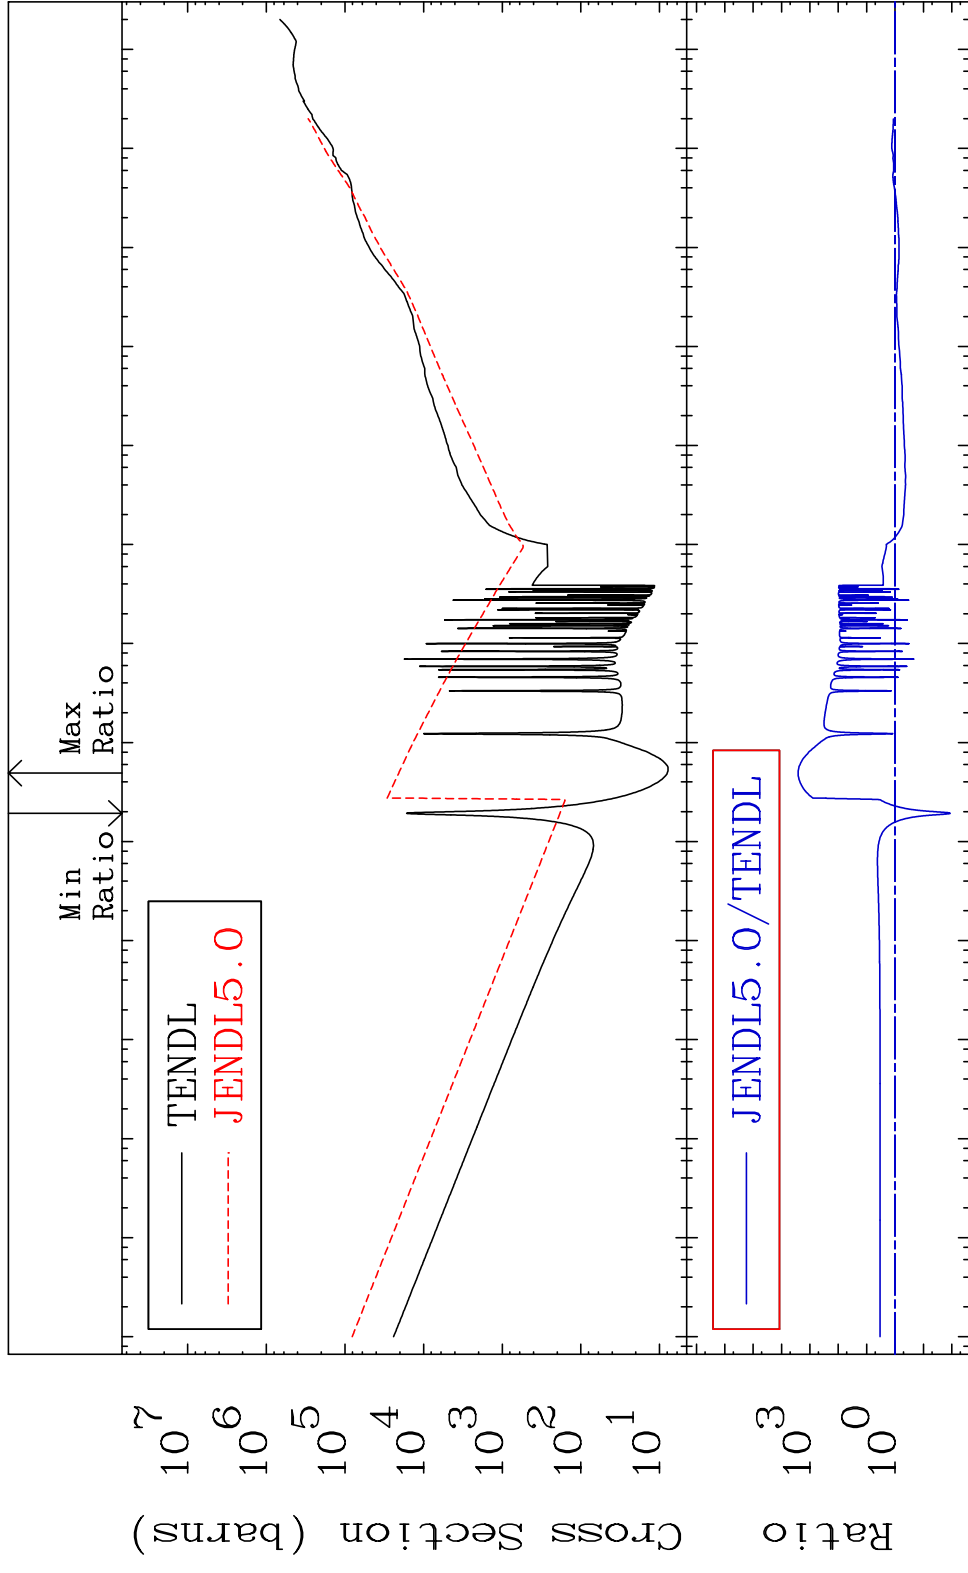 Min
Ratio
Max
Ratio
TENDL
JENDL5.0
JENDL5.0/TENDL
10^7
10^6
10^5
10^4
10^3
10^2
10^1
Cross Section (barns)
10^3
10^0
Ratio